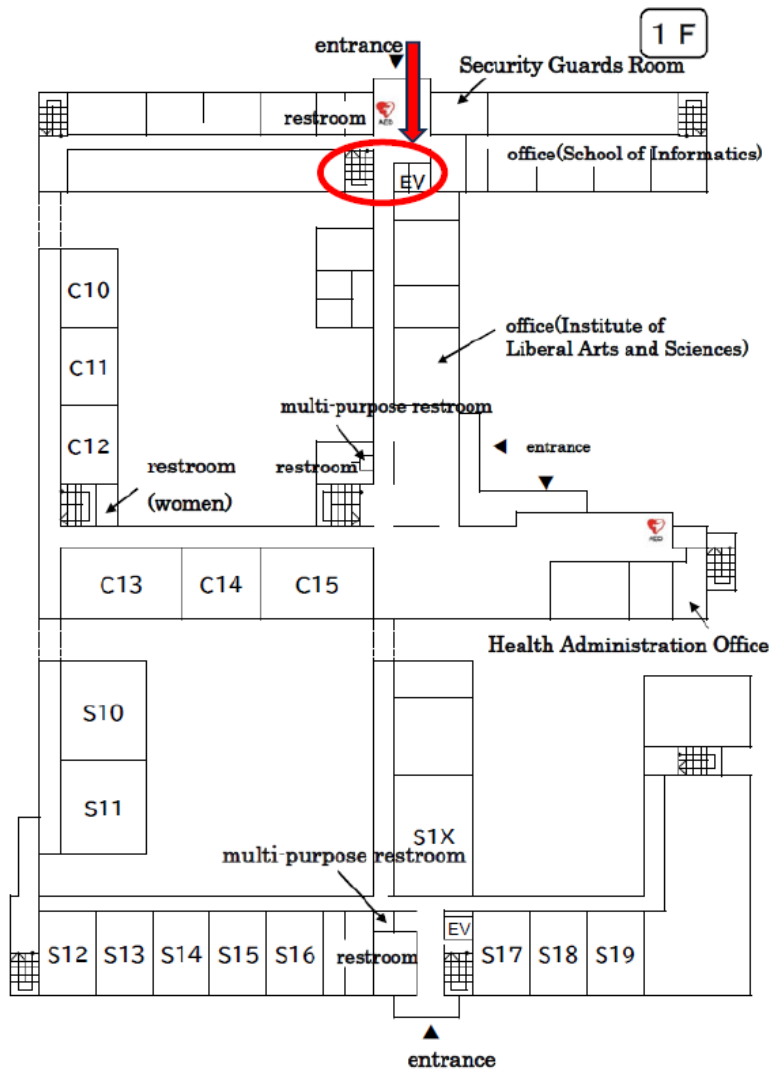 1 F
entrance
Security Guards Room
restroom
AED
office(School of Informatics)
EV
C10
office(Institute of
Liberal Arts and Sciences)
C11
multi-purpose restroom
C12
entrance
restroom
(women)
restroom
AED
C13
C14
C15
Health Administration Office
S10
S11
S1X
multi-purpose restroom
EV
S12
S13
S14
S15
S16
restroom
S17
S18
S19
entrance